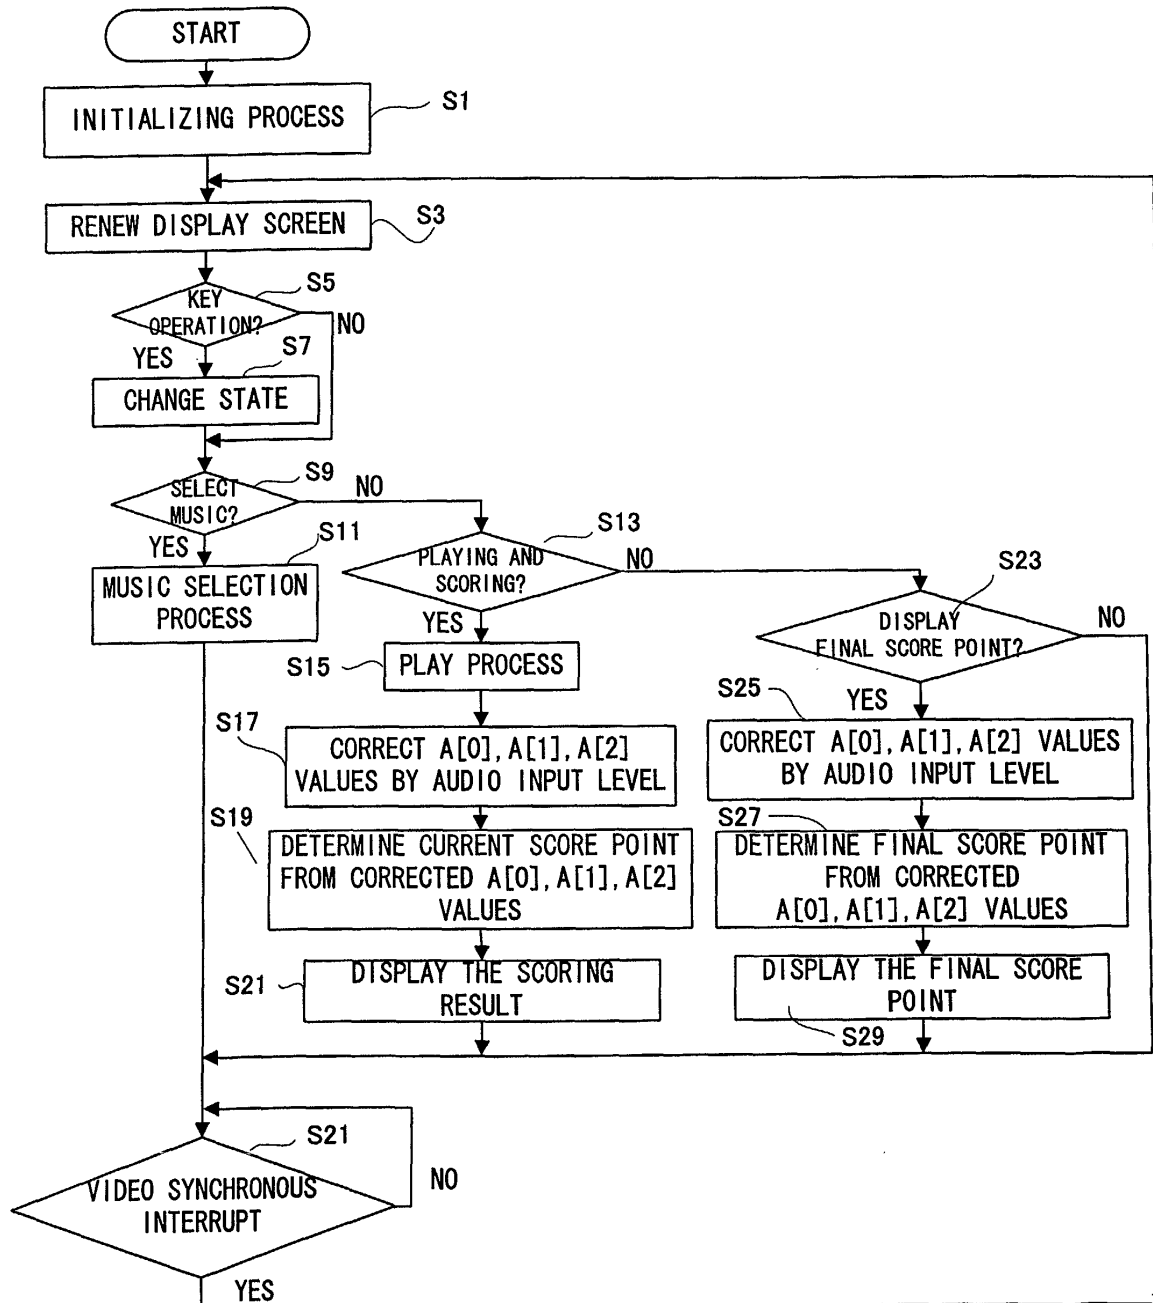 START
INITIALIZING PROCESS
S1
RENEW DISPLAY SCREEN
S3
KEY
OPERATION?
S5
NO
YES
S7
CHANGE STATE
SELECT
MUSIC?
S9
NO
YES
S11
MUSIC SELECTION
PROCESS
S13
PLAYING AND
SCORING?
NO
YES
S15
PLAY PROCESS
S17
CORRECT A[0], A[1], A[2]
VALUES BY AUDIO INPUT LEVEL
S19
DETERMINE CURRENT SCORE POINT
FROM CORRECTED A[0], A[1], A[2]
VALUES
S21
DISPLAY THE SCORING
RESULT
S23
DISPLAY
FINAL SCORE POINT?
NO
YES
S25
CORRECT A[0], A[1], A[2] VALUES
BY AUDIO INPUT LEVEL
S27
DETERMINE FINAL SCORE POINT
FROM CORRECTED
A[0], A[1], A[2] VALUES
DISPLAY THE FINAL SCORE
POINT
S29
S21
VIDEO SYNCHRONOUS
INTERRUPT
NO
YES